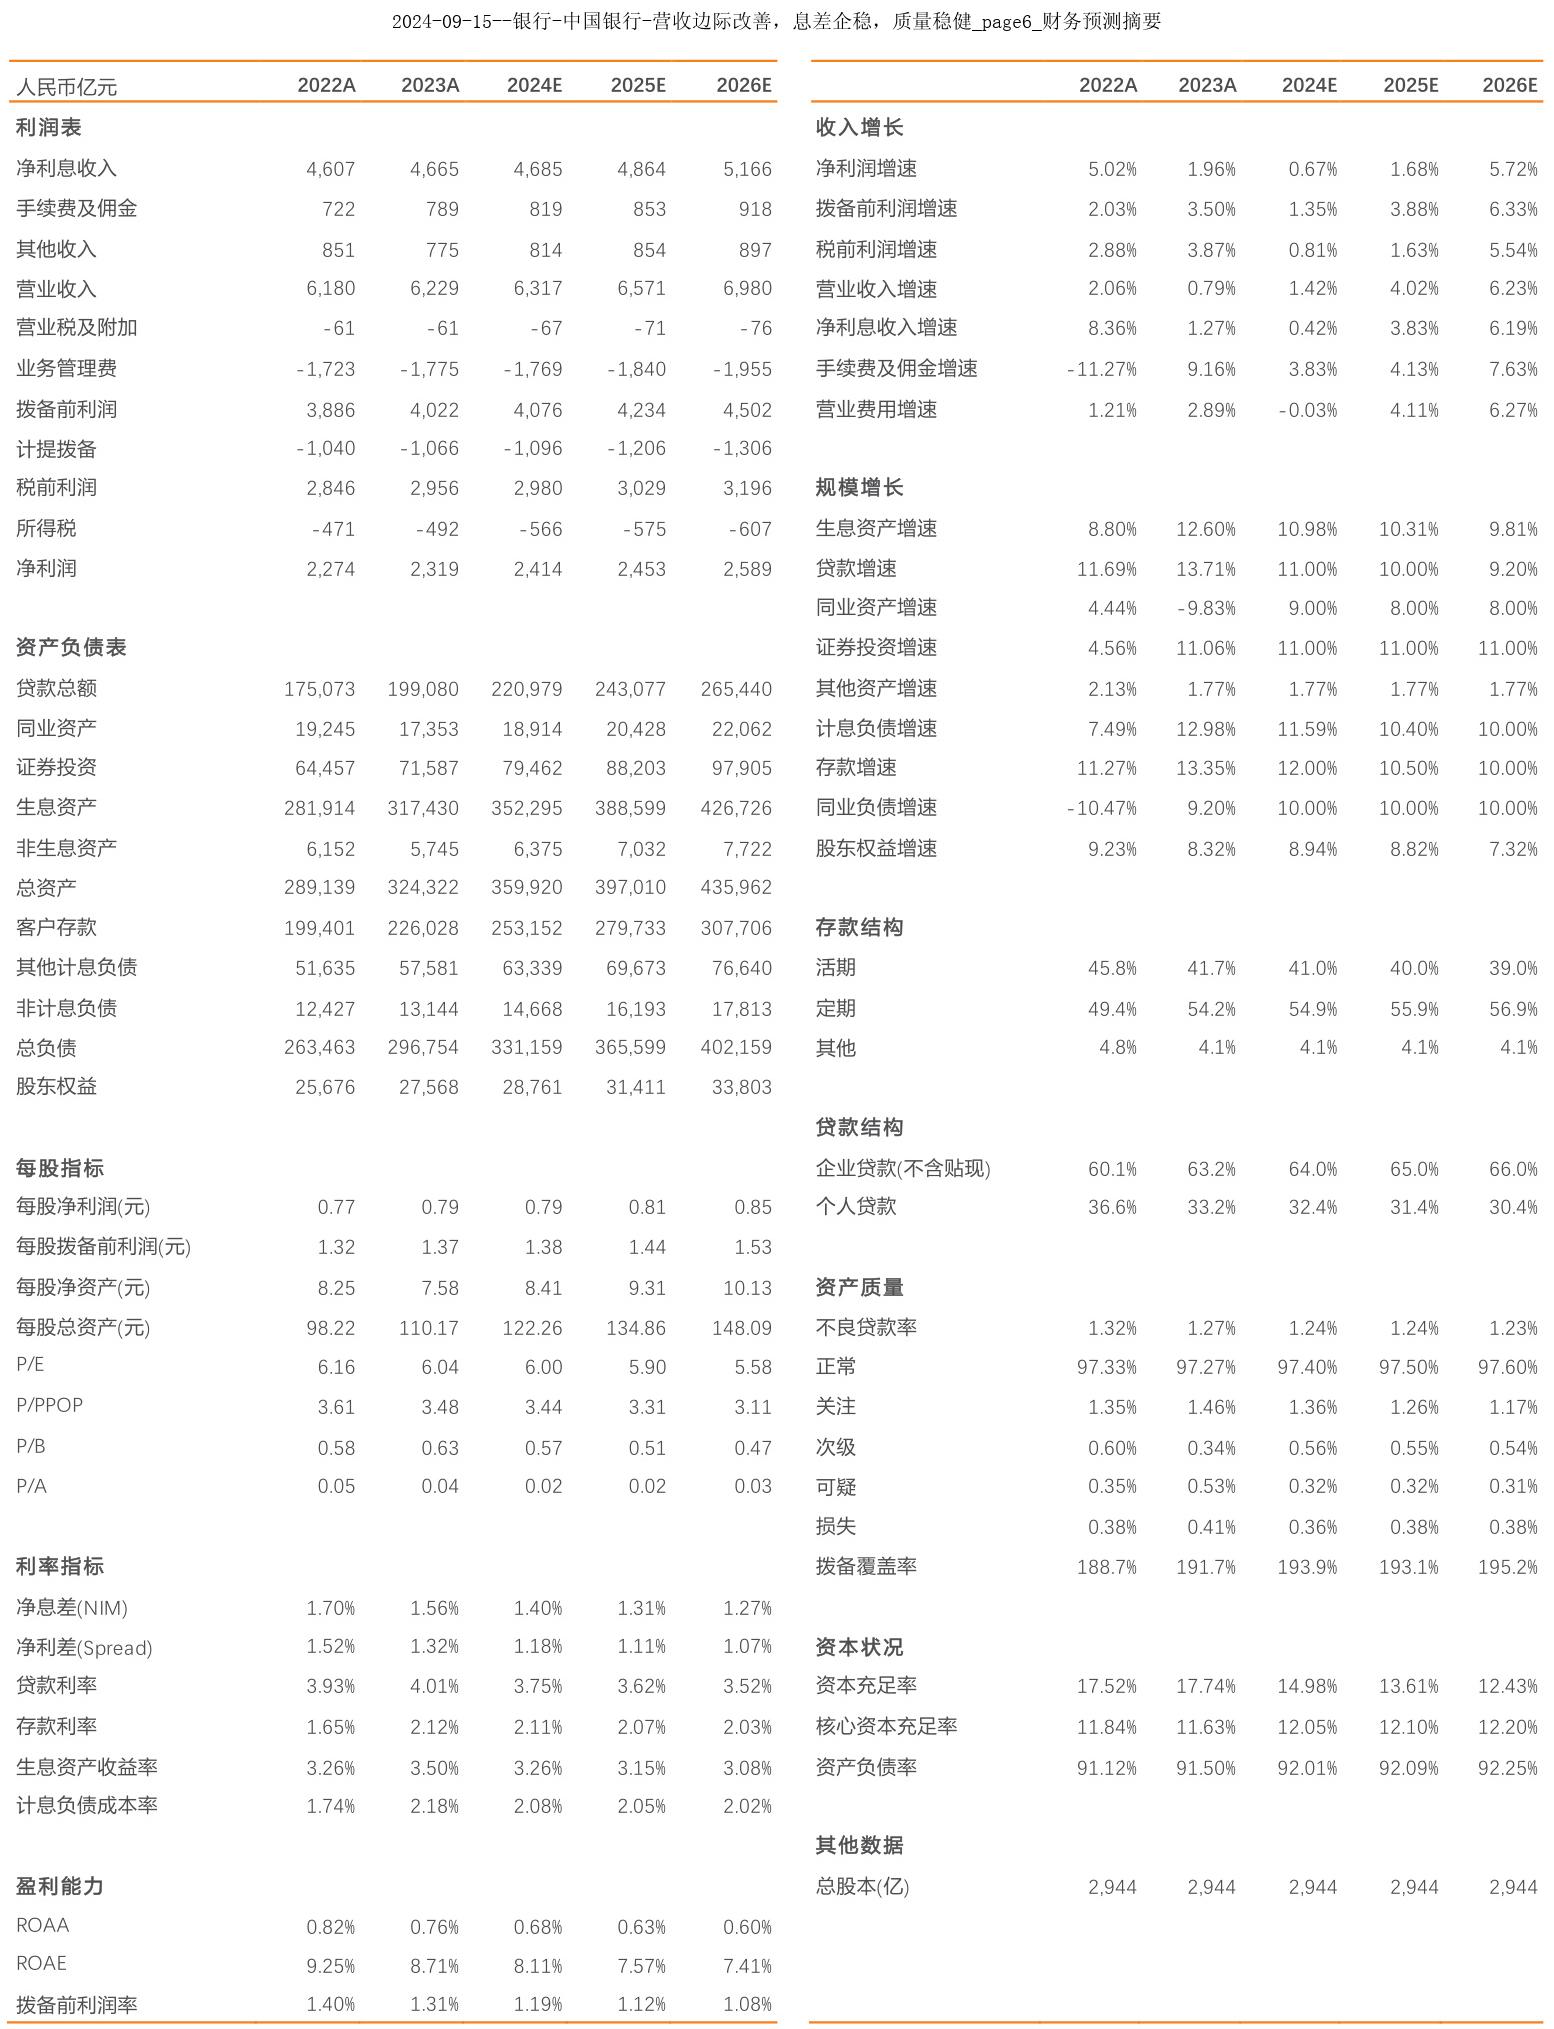 2024-09-15--银行-中国银行-营收边际改善，息差企稳，质量稳健_page6_财务预测摘要
人民币亿元 2022A 2023A 2024E 2025E 2026E
利润表
净利息收入 4,607 4,665 4,685 4,864 5,166
手续费及佣金 722 789 819 853 918
其他收入 851 775 814 854 897
营业收入 6,180 6,229 6,317 6,571 6,980
营业税及附加 -61 -61 -67 -71 -76
业务管理费 -1,723 -1,775 -1,769 -1,840 -1,955
拨备前利润 3,886 4,022 4,076 4,234 4,502
计提拨备 -1,040 -1,066 -1,096 -1,206 -1,306
税前利润 2,846 2,956 2,980 3,029 3,196
所得税 -471 -492 -566 -575 -607
净利润 2,274 2,319 2,414 2,453 2,589
资产负债表
贷款总额 175,073 199,080 220,979 243,077 265,440
同业资产 19,245 17,353 18,914 20,428 22,062
证券投资 64,457 71,587 79,462 88,203 97,905
生息资产 281,914 317,430 352,295 388,599 426,726
非生息资产 6,152 5,745 6,375 7,032 7,722
总资产 289,139 324,322 359,920 397,010 435,962
客户存款 199,401 226,028 253,152 279,733 307,706
其他计息负债 51,635 57,581 63,339 69,673 76,640
非计息负债 12,427 13,144 14,668 16,193 17,813
总负债 263,463 296,754 331,159 365,599 402,159
股东权益 25,676 27,568 28,761 31,411 33,803
每股指标
每股净利润(元) 0.77 0.79 0.79 0.81 0.85
每股拨备前利润(元) 1.32 1.37 1.38 1.44 1.53
每股净资产(元) 8.25 7.58 8.41 9.31 10.13
每股总资产(元) 98.22 110.17 122.26 134.86 148.09
P/E 6.16 6.04 6.00 5.90 5.58
P/PPOP 3.61 3.48 3.44 3.31 3.11
P/B 0.58 0.63 0.57 0.51 0.47
P/A 0.05 0.04 0.02 0.02 0.03
利率指标
净息差(NIM) 1.70% 1.56% 1.40% 1.31% 1.27%
净利差(Spread) 1.52% 1.32% 1.18% 1.11% 1.07%
贷款利率 3.93% 4.01% 3.75% 3.62% 3.52%
存款利率 1.65% 2.12% 2.11% 2.07% 2.03%
生息资产收益率 3.26% 3.50% 3.26% 3.15% 3.08%
计息负债成本率 1.74% 2.18% 2.08% 2.05% 2.02%
盈利能力
ROAA 0.82% 0.76% 0.68% 0.63% 0.60%
ROAE 9.25% 8.71% 8.11% 7.57% 7.41%
拨备前利润率 1.40% 1.31% 1.19% 1.12% 1.08%
2022A 2023A 2024E 2025E 2026E
收入增长
净利润增速 5.02% 1.96% 0.67% 1.68% 5.72%
拨备前利润增速 2.03% 3.50% 1.35% 3.88% 6.33%
税前利润增速 2.88% 3.87% 0.81% 1.63% 5.54%
营业收入增速 2.06% 0.79% 1.42% 4.02% 6.23%
净利息收入增速 8.36% 1.27% 0.42% 3.83% 6.19%
手续费及佣金增速 -11.27% 9.16% 3.83% 4.13% 7.63%
营业费用增速 1.21% 2.89% -0.03% 4.11% 6.27%
规模增长
生息资产增速 8.80% 12.60% 10.98% 10.31% 9.81%
贷款增速 11.69% 13.71% 11.00% 10.00% 9.20%
同业资产增速 4.44% -9.83% 9.00% 8.00% 8.00%
证券投资增速 4.56% 11.06% 11.00% 11.00% 11.00%
其他资产增速 2.13% 1.77% 1.77% 1.77% 1.77%
计息负债增速 7.49% 12.98% 11.59% 10.40% 10.00%
存款增速 11.27% 13.35% 12.00% 10.50% 10.00%
同业负债增速 -10.47% 9.20% 10.00% 10.00% 10.00%
股东权益增速 9.23% 8.32% 8.94% 8.82% 7.32%
存款结构
活期 45.8% 41.7% 41.0% 40.0% 39.0%
定期 49.4% 54.2% 54.9% 55.9% 56.9%
其他 4.8% 4.1% 4.1% 4.1% 4.1%
贷款结构
企业贷款(不含贴现) 60.1% 63.2% 64.0% 65.0% 66.0%
个人贷款 36.6% 33.2% 32.4% 31.4% 30.4%
资产质量
不良贷款率 1.32% 1.27% 1.24% 1.24% 1.23%
正常 97.33% 97.27% 97.40% 97.50% 97.60%
关注 1.35% 1.46% 1.36% 1.26% 1.17%
次级 0.60% 0.34% 0.56% 0.55% 0.54%
可疑 0.35% 0.53% 0.32% 0.32% 0.31%
损失 0.38% 0.41% 0.36% 0.38% 0.38%
拨备覆盖率 188.7% 191.7% 193.9% 193.1% 195.2%
资本状况
资本充足率 17.52% 17.74% 14.98% 13.61% 12.43%
核心资本充足率 11.84% 11.63% 12.05% 12.10% 12.20%
资产负债率 91.12% 91.50% 92.01% 92.09% 92.25%
其他数据
总股本(亿) 2,944 2,944 2,944 2,944 2,944